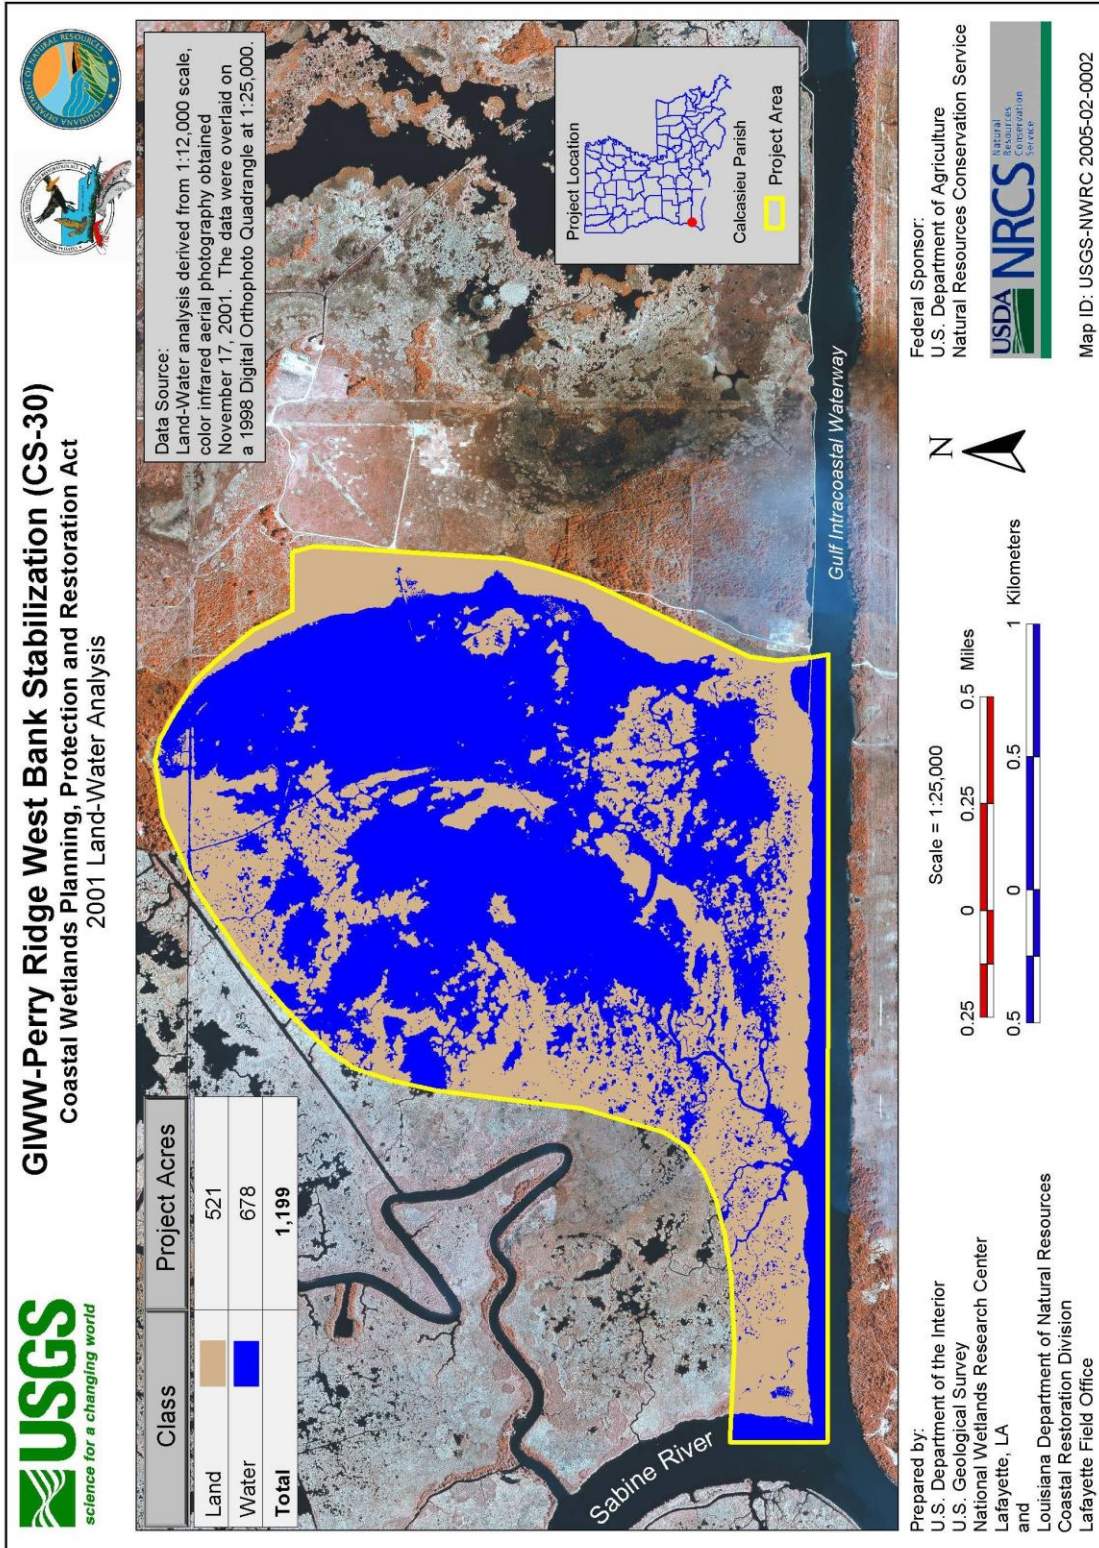 USGS
science for a changing world
GIWW-Perry Ridge West Bank Stabilization (CS-30)
Coastal Wetlands Planning, Protection and Restoration Act
2001 Land-Water Analysis
LOUISIANA DEPARTMENT OF NATURAL RESOURCES
Class Project Acres
Land 521
Water 678
Total 1,199
Data Source:
Land-Water analysis derived from 1:12,000 scale,
color infrared aerial photography obtained
November 17, 2001. The data were overlaid on
a 1998 Digital Orthophoto Quadrangle at 1:25,000.
Project Location
Calcasieu Parish
Project Area
Sabine River
Gulf Intracoastal Waterway
Prepared by:
U.S. Department of the Interior
U.S. Geological Survey
National Wetlands Research Center
Lafayette, LA
and
Louisiana Department of Natural Resources
Coastal Restoration Division
Lafayette Field Office
Scale = 1:25,000
0.25 0 0.25 0.5 Miles
0.5 0 0.5 1 Kilometers
N
Federal Sponsor:
U.S. Department of Agriculture
Natural Resources Conservation Service
USDA NRCS
Natural
Resources
Conservation
Service
Map ID: USGS-NWRC 2005-02-0002